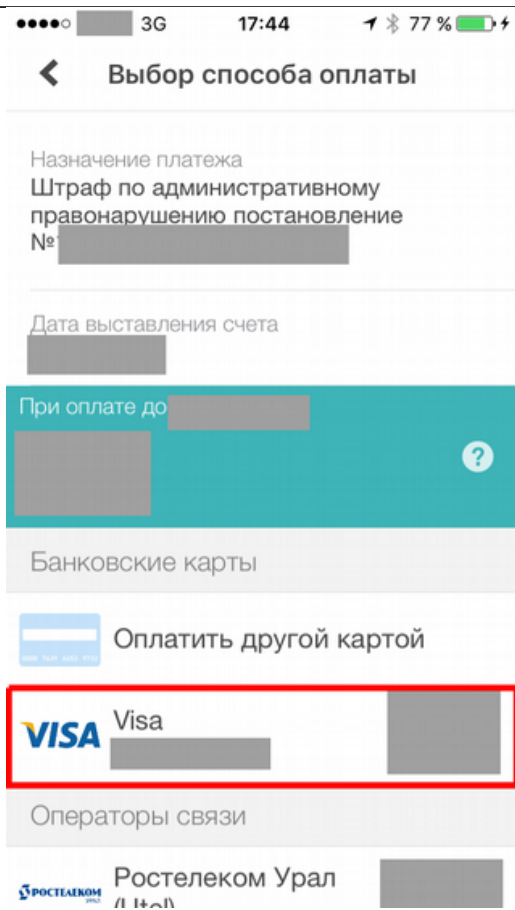 3G 17:44 77 %
Выбор способа оплаты
Назначение платежа
Штраф по административному
правонарушению постановление
№
Дата выставления счета
При оплате до
?
Банковские карты
Оплатить другой картой
VISA Visa
Операторы связи
РОСТЕЛЕКОМ Ростелеком Урал
(Utel)